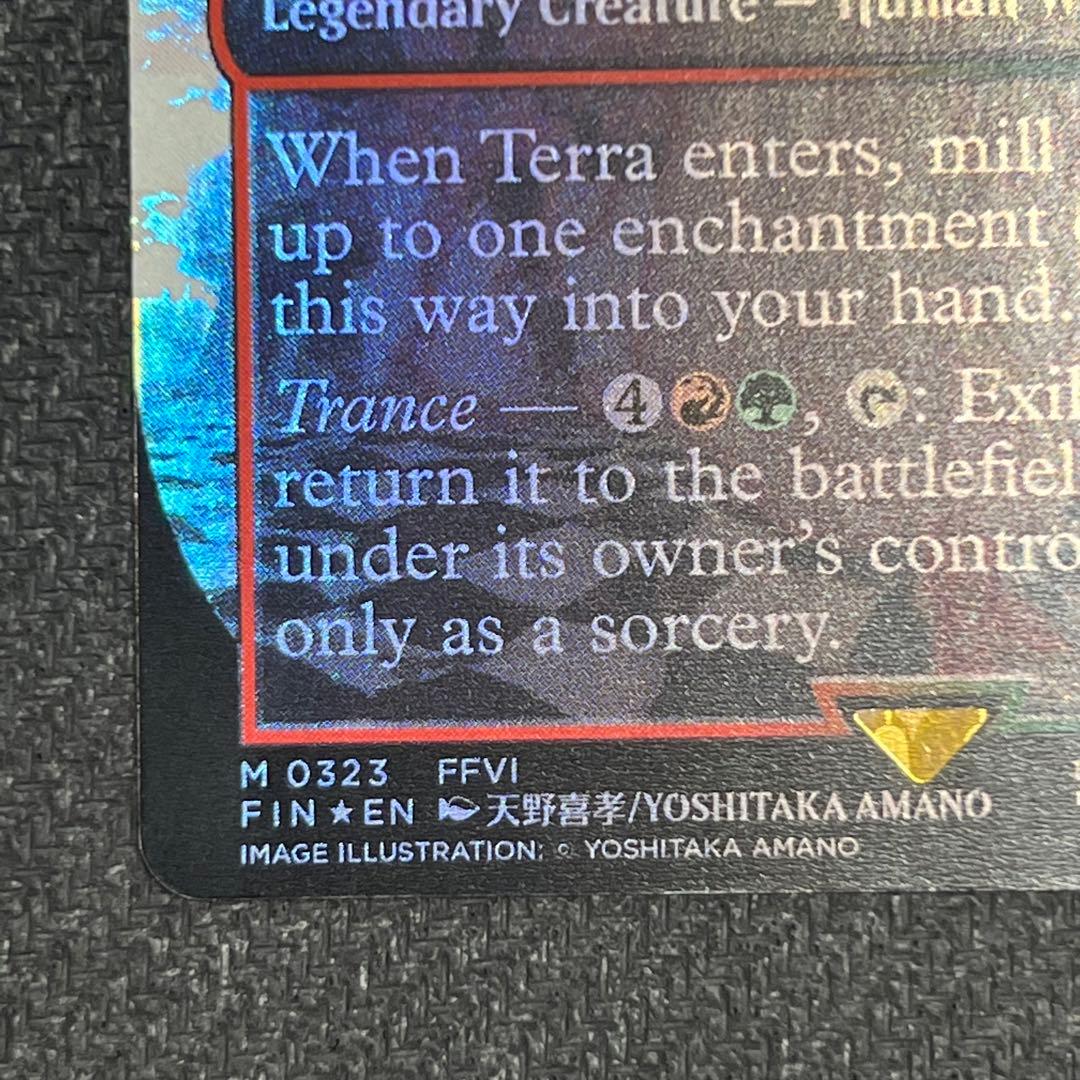 Legendary Creature — Human
When Terra enters, mill
up to one enchantment
this way into your hand.
Trance — 4, : Exil
return it to the battlefiel
under its owner's contro
only as a sorcery.
M 0323 FFVI
FIN★EN 天野喜孝/YOSHITAKA AMANO
IMAGE ILLUSTRATION: © YOSHITAKA AMANO